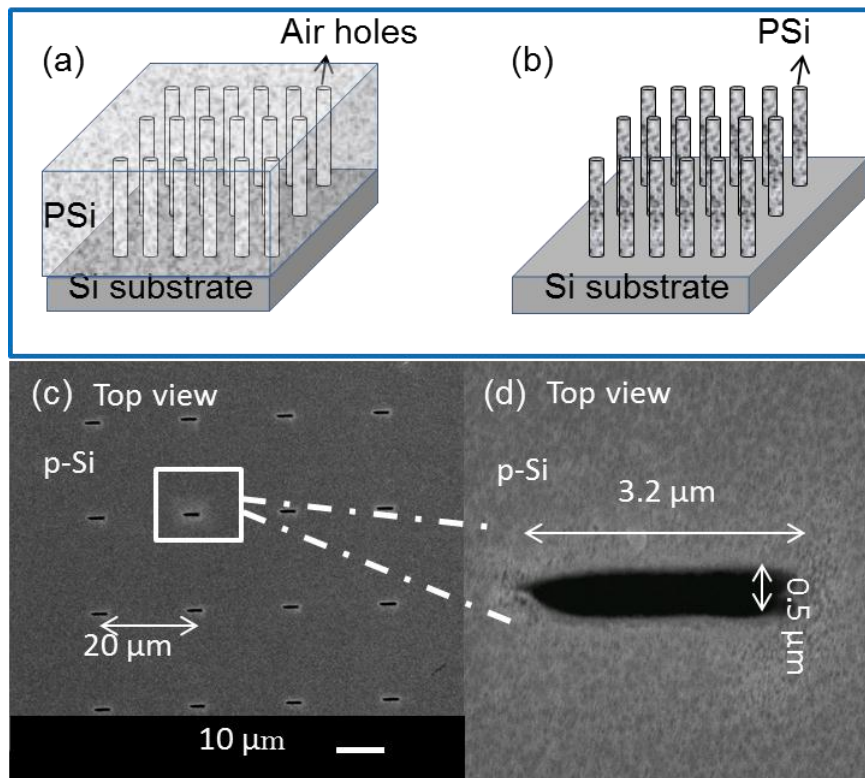 (a)
Air holes
PSi
Si substrate
(b)
PSi
Si substrate
(c) Top view
p-Si
20 μm
10 μm
(d) Top view
p-Si
3.2 μm
0.5 μm